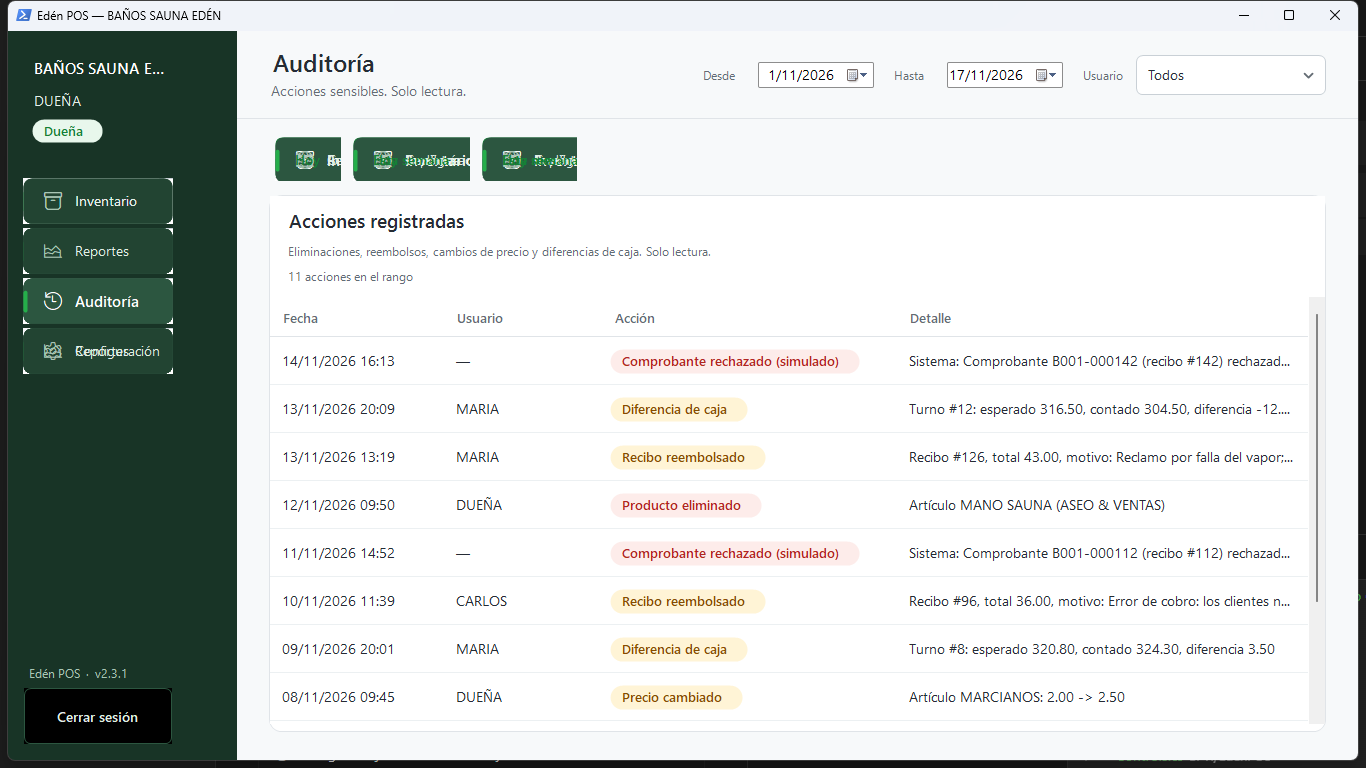 Edén POS — BAÑOS SAUNA EDÉN
BAÑOS SAUNA E...
DUEÑA
Dueña
Inventario
Reportes
Auditoría
Configuración
Edén POS · v2.3.1
Cerrar sesión
Auditoría
Acciones sensibles. Solo lectura.
Desde 1/11/2026 Hasta 17/11/2026 Usuario Todos
Acciones registradas
Eliminaciones, reembolsos, cambios de precio y diferencias de caja. Solo lectura.
11 acciones en el rango
Fecha Usuario Acción Detalle
14/11/2026 16:13 — Comprobante rechazado (simulado) Sistema: Comprobante B001-000142 (recibo #142) rechazad...
13/11/2026 20:09 MARIA Diferencia de caja Turno #12: esperado 316.50, contado 304.50, diferencia -12....
13/11/2026 13:19 MARIA Recibo reembolsado Recibo #126, total 43.00, motivo: Reclamo por falla del vapor;...
12/11/2026 09:50 DUEÑA Producto eliminado Artículo MANO SAUNA (ASEO & VENTAS)
11/11/2026 14:52 — Comprobante rechazado (simulado) Sistema: Comprobante B001-000112 (recibo #112) rechazad...
10/11/2026 11:39 CARLOS Recibo reembolsado Recibo #96, total 36.00, motivo: Error de cobro: los clientes n...
09/11/2026 20:01 MARIA Diferencia de caja Turno #8: esperado 320.80, contado 324.30, diferencia 3.50
08/11/2026 09:45 DUEÑA Precio cambiado Artículo MARCIANOS: 2.00 -> 2.50